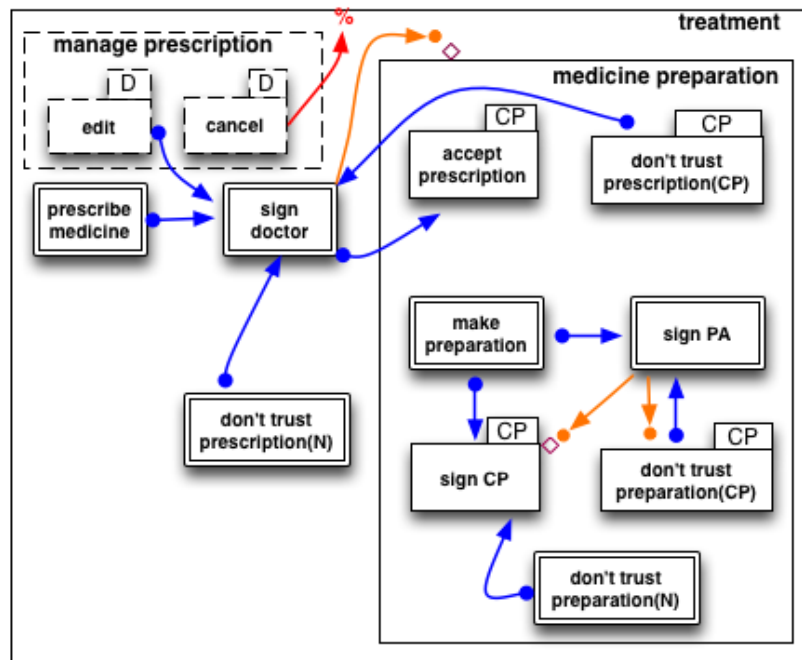 %
treatment
manage prescription
D
D
medicine preparation
edit
cancel
CP
CP
accept
prescription
don't trust
prescription(CP)
prescribe
medicine
sign
doctor
make
preparation
sign PA
don't trust
prescription(N)
CP
CP
sign CP
don't trust
preparation(CP)
don't trust
preparation(N)